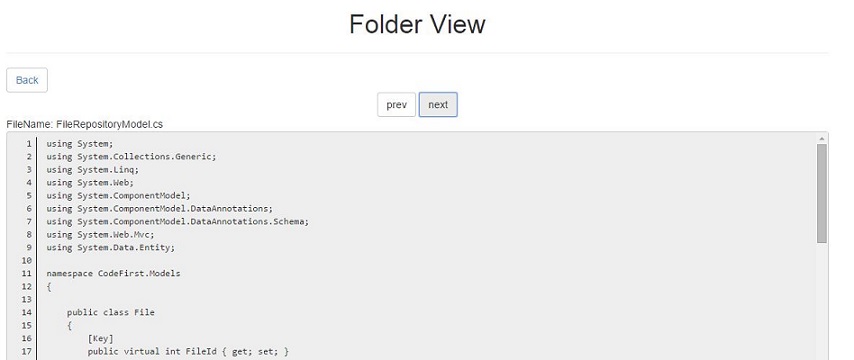 Folder View
Back
prev next
FileName: FileRepositoryModel.cs
1 using System;
2 using System.Collections.Generic;
3 using System.Linq;
4 using System.Web;
5 using System.ComponentModel;
6 using System.ComponentModel.DataAnnotations;
7 using System.ComponentModel.DataAnnotations.Schema;
8 using System.Web.Mvc;
9 using System.Data.Entity;
10
11 namespace CodeFirst.Models
12 {
13
14     public class File
15     {
16         [Key]
17         public virtual int FileId { get; set; }